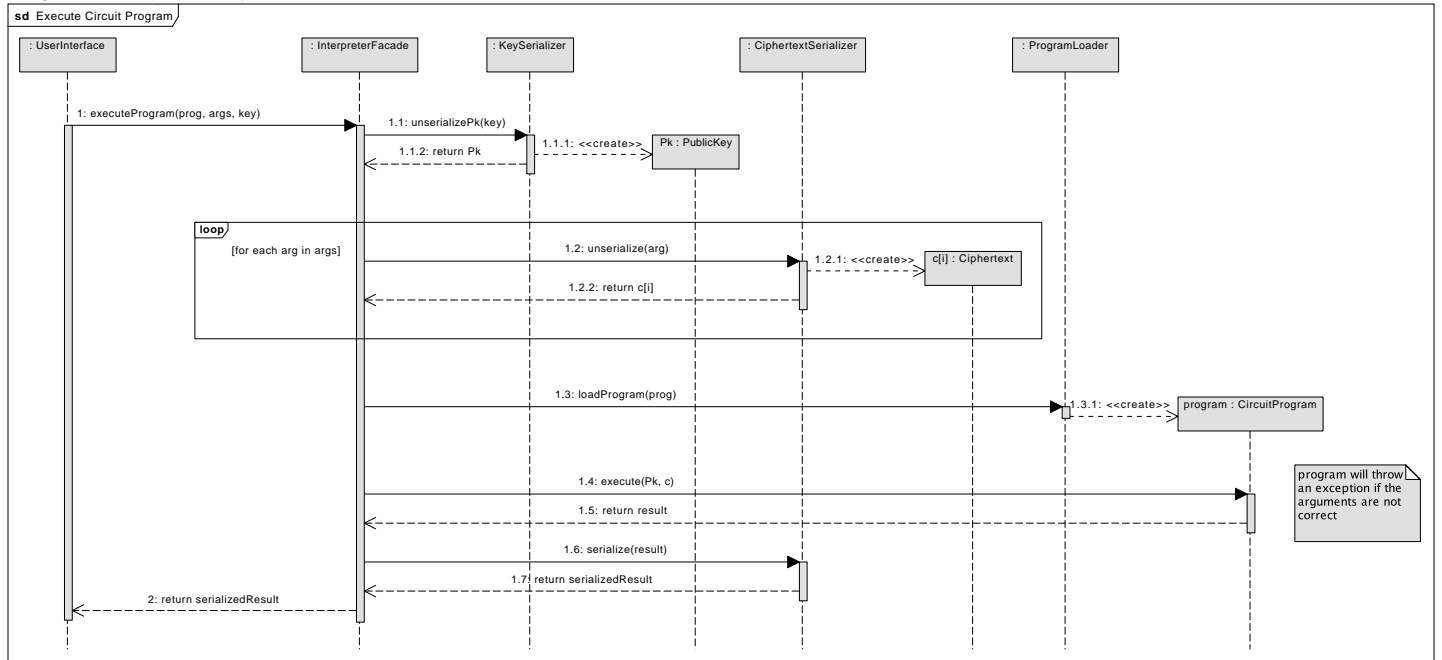 sd Execute Circuit Program
: UserInterface
: InterpreterFacade
: KeySerializer
: CiphertextSerializer
: ProgramLoader
1: executeProgram(prog, args, key)
1.1: unserializePk(key)
1.1.1: <<create>>
Pk : PublicKey
1.1.2: return Pk
loop
[for each arg in args]
1.2: unserialize(arg)
1.2.1: <<create>>
c[i] : Ciphertext
1.2.2: return c[i]
1.3: loadProgram(prog)
1.3.1: <<create>>
program : CircuitProgram
program will throw
an exception if the
arguments are not
correct
1.4: execute(Pk, c)
1.5: return result
1.6: serialize(result)
1.7: return serializedResult
2: return serializedResult